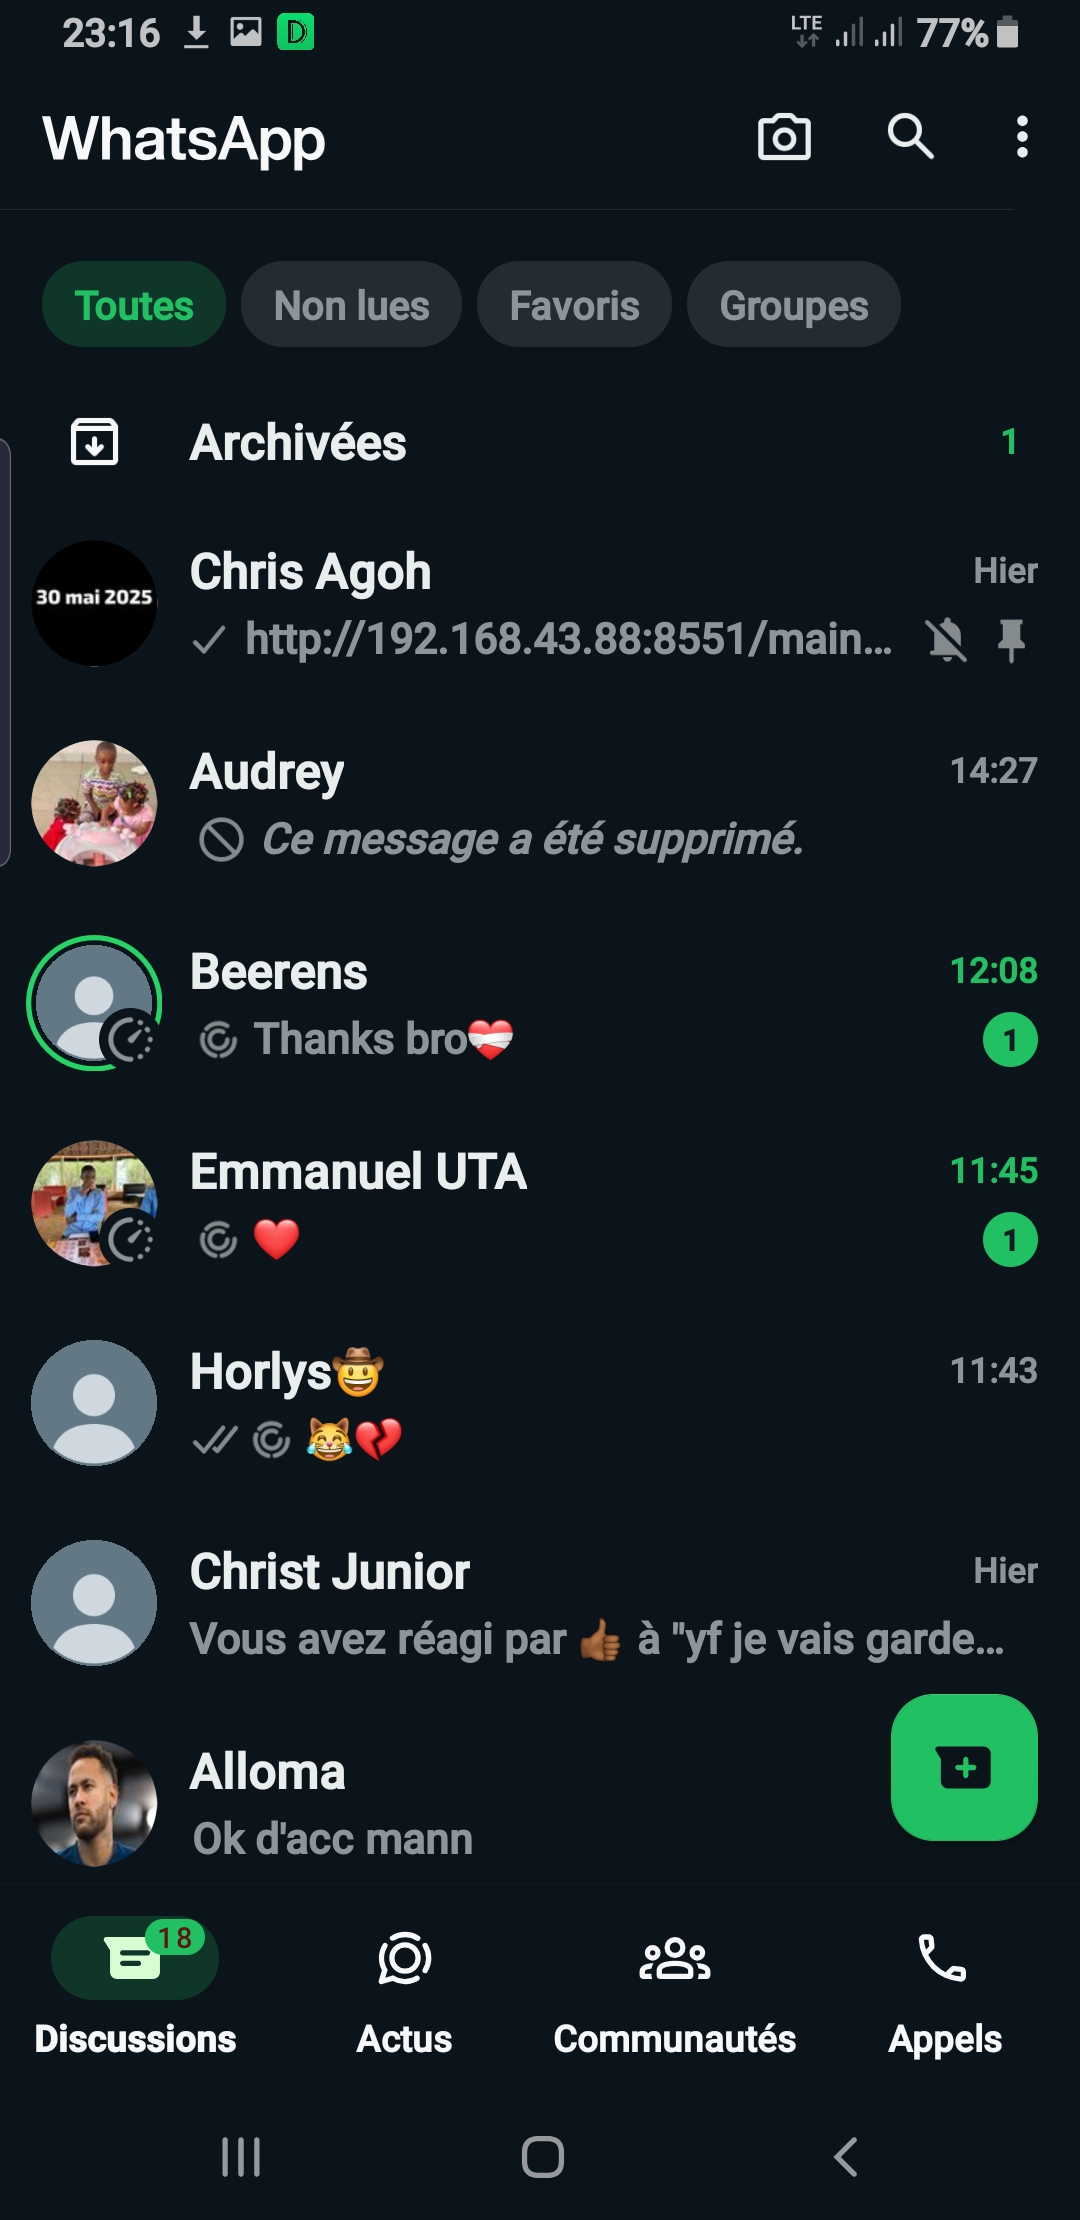 23:16 D LTE 77%
WhatsApp
Toutes Non lues Favoris Groupes
Archivées 1
30 mai 2025
Chris Agoh Hier
http://192.168.43.88:8551/main...
Audrey 14:27
Ce message a été supprimé.
Beerens 12:08
Thanks bro❤️‍🩹 1
Emmanuel UTA 11:45
❤️ 1
Horlys🤠 11:43
😹💔
Christ Junior Hier
Vous avez réagi par 👍🏾 à "yf je vais garde...
Alloma
Ok d'acc mann
18
Discussions Actus Communautés Appels